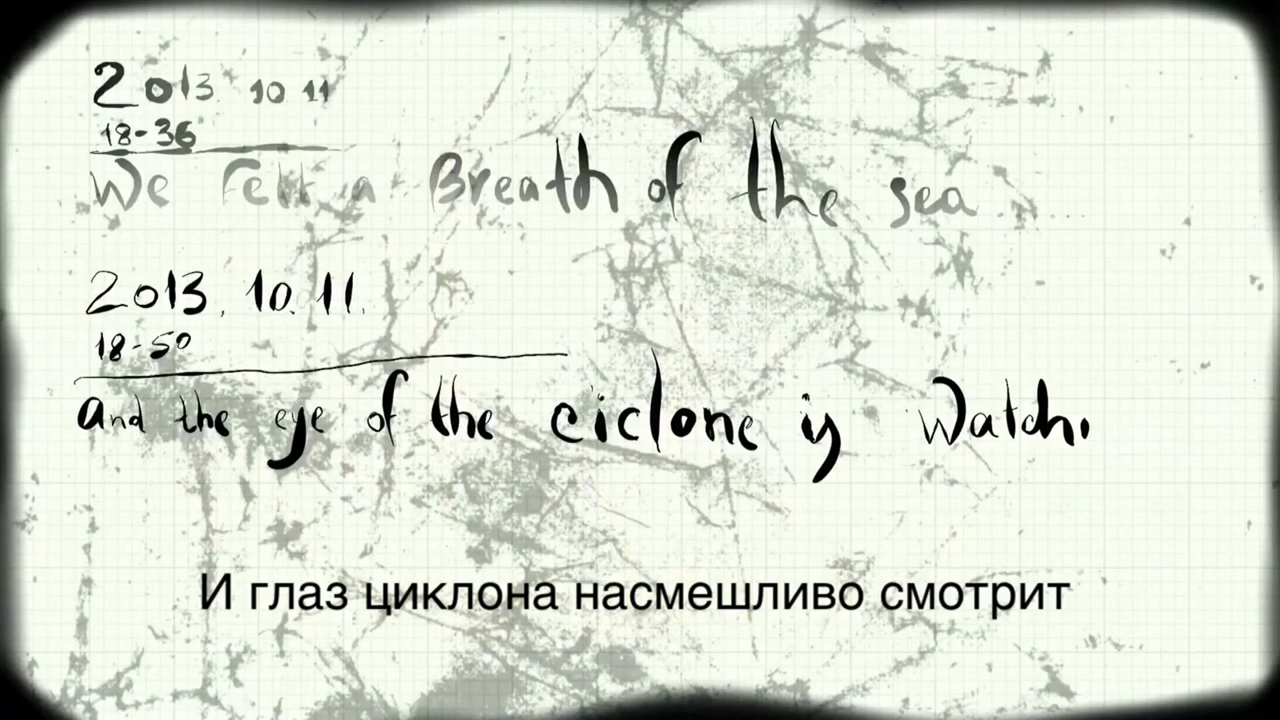 2013 10 11
18-36
We Felt a Breath of the sea
2013. 10. 11.
18-50
and the eye of the ciclone is Watchı
И глаз циклона насмешливо смотрит